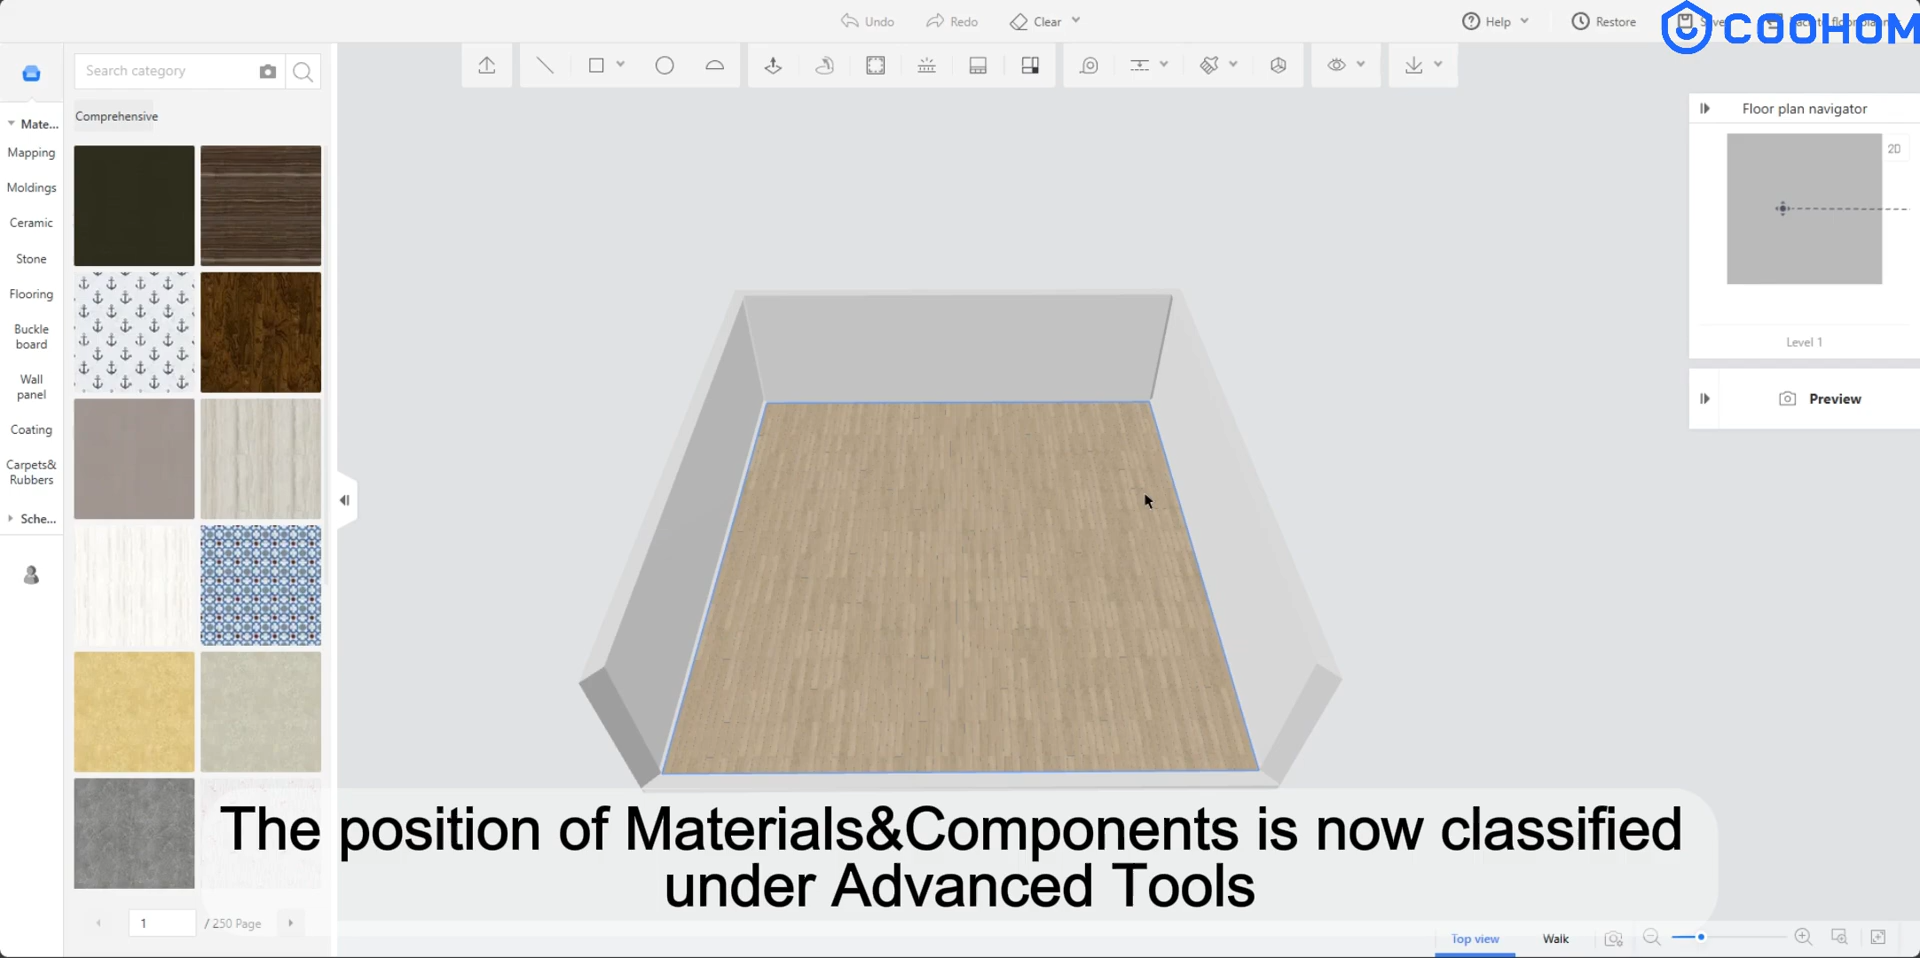 Undo
Redo
Clear
Help
Restore
COOHOM
Search category
Comprehensive
Mate...
Mapping
Moldings
Ceramic
Stone
Flooring
Buckle
board
Wall
panel
Coating
Carpets&
Rubbers
Sche...
Floor plan navigator
2D
Level 1
Preview
The position of Materials&Components is now classified
under Advanced Tools
1
/ 250 Page
Top view
Walk